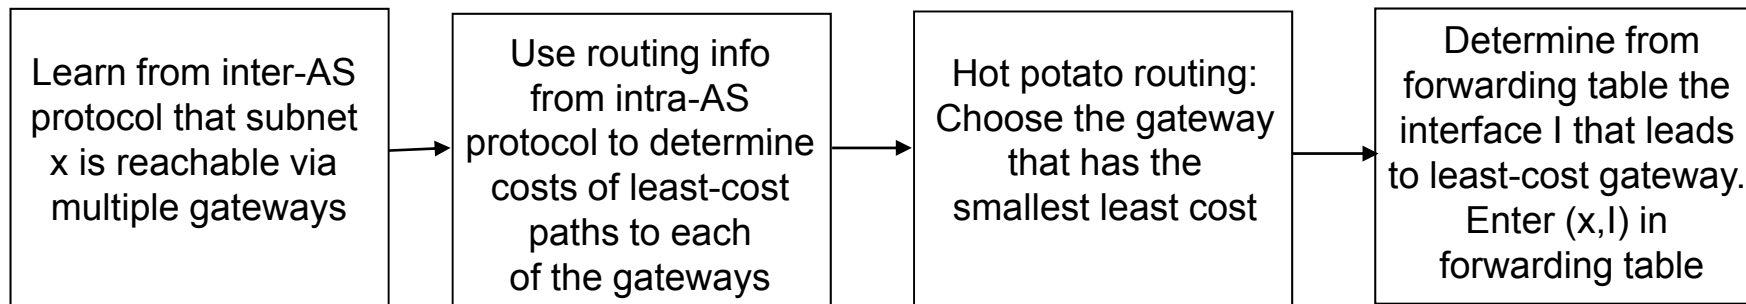 Learn from inter-AS
protocol that subnet
x is reachable via
multiple gateways
Use routing info
from intra-AS
protocol to determine
costs of least-cost
paths to each
of the gateways
Hot potato routing:
Choose the gateway
that has the
smallest least cost
Determine from
forwarding table the
interface I that leads
to least-cost gateway.
Enter (x,I) in
forwarding table